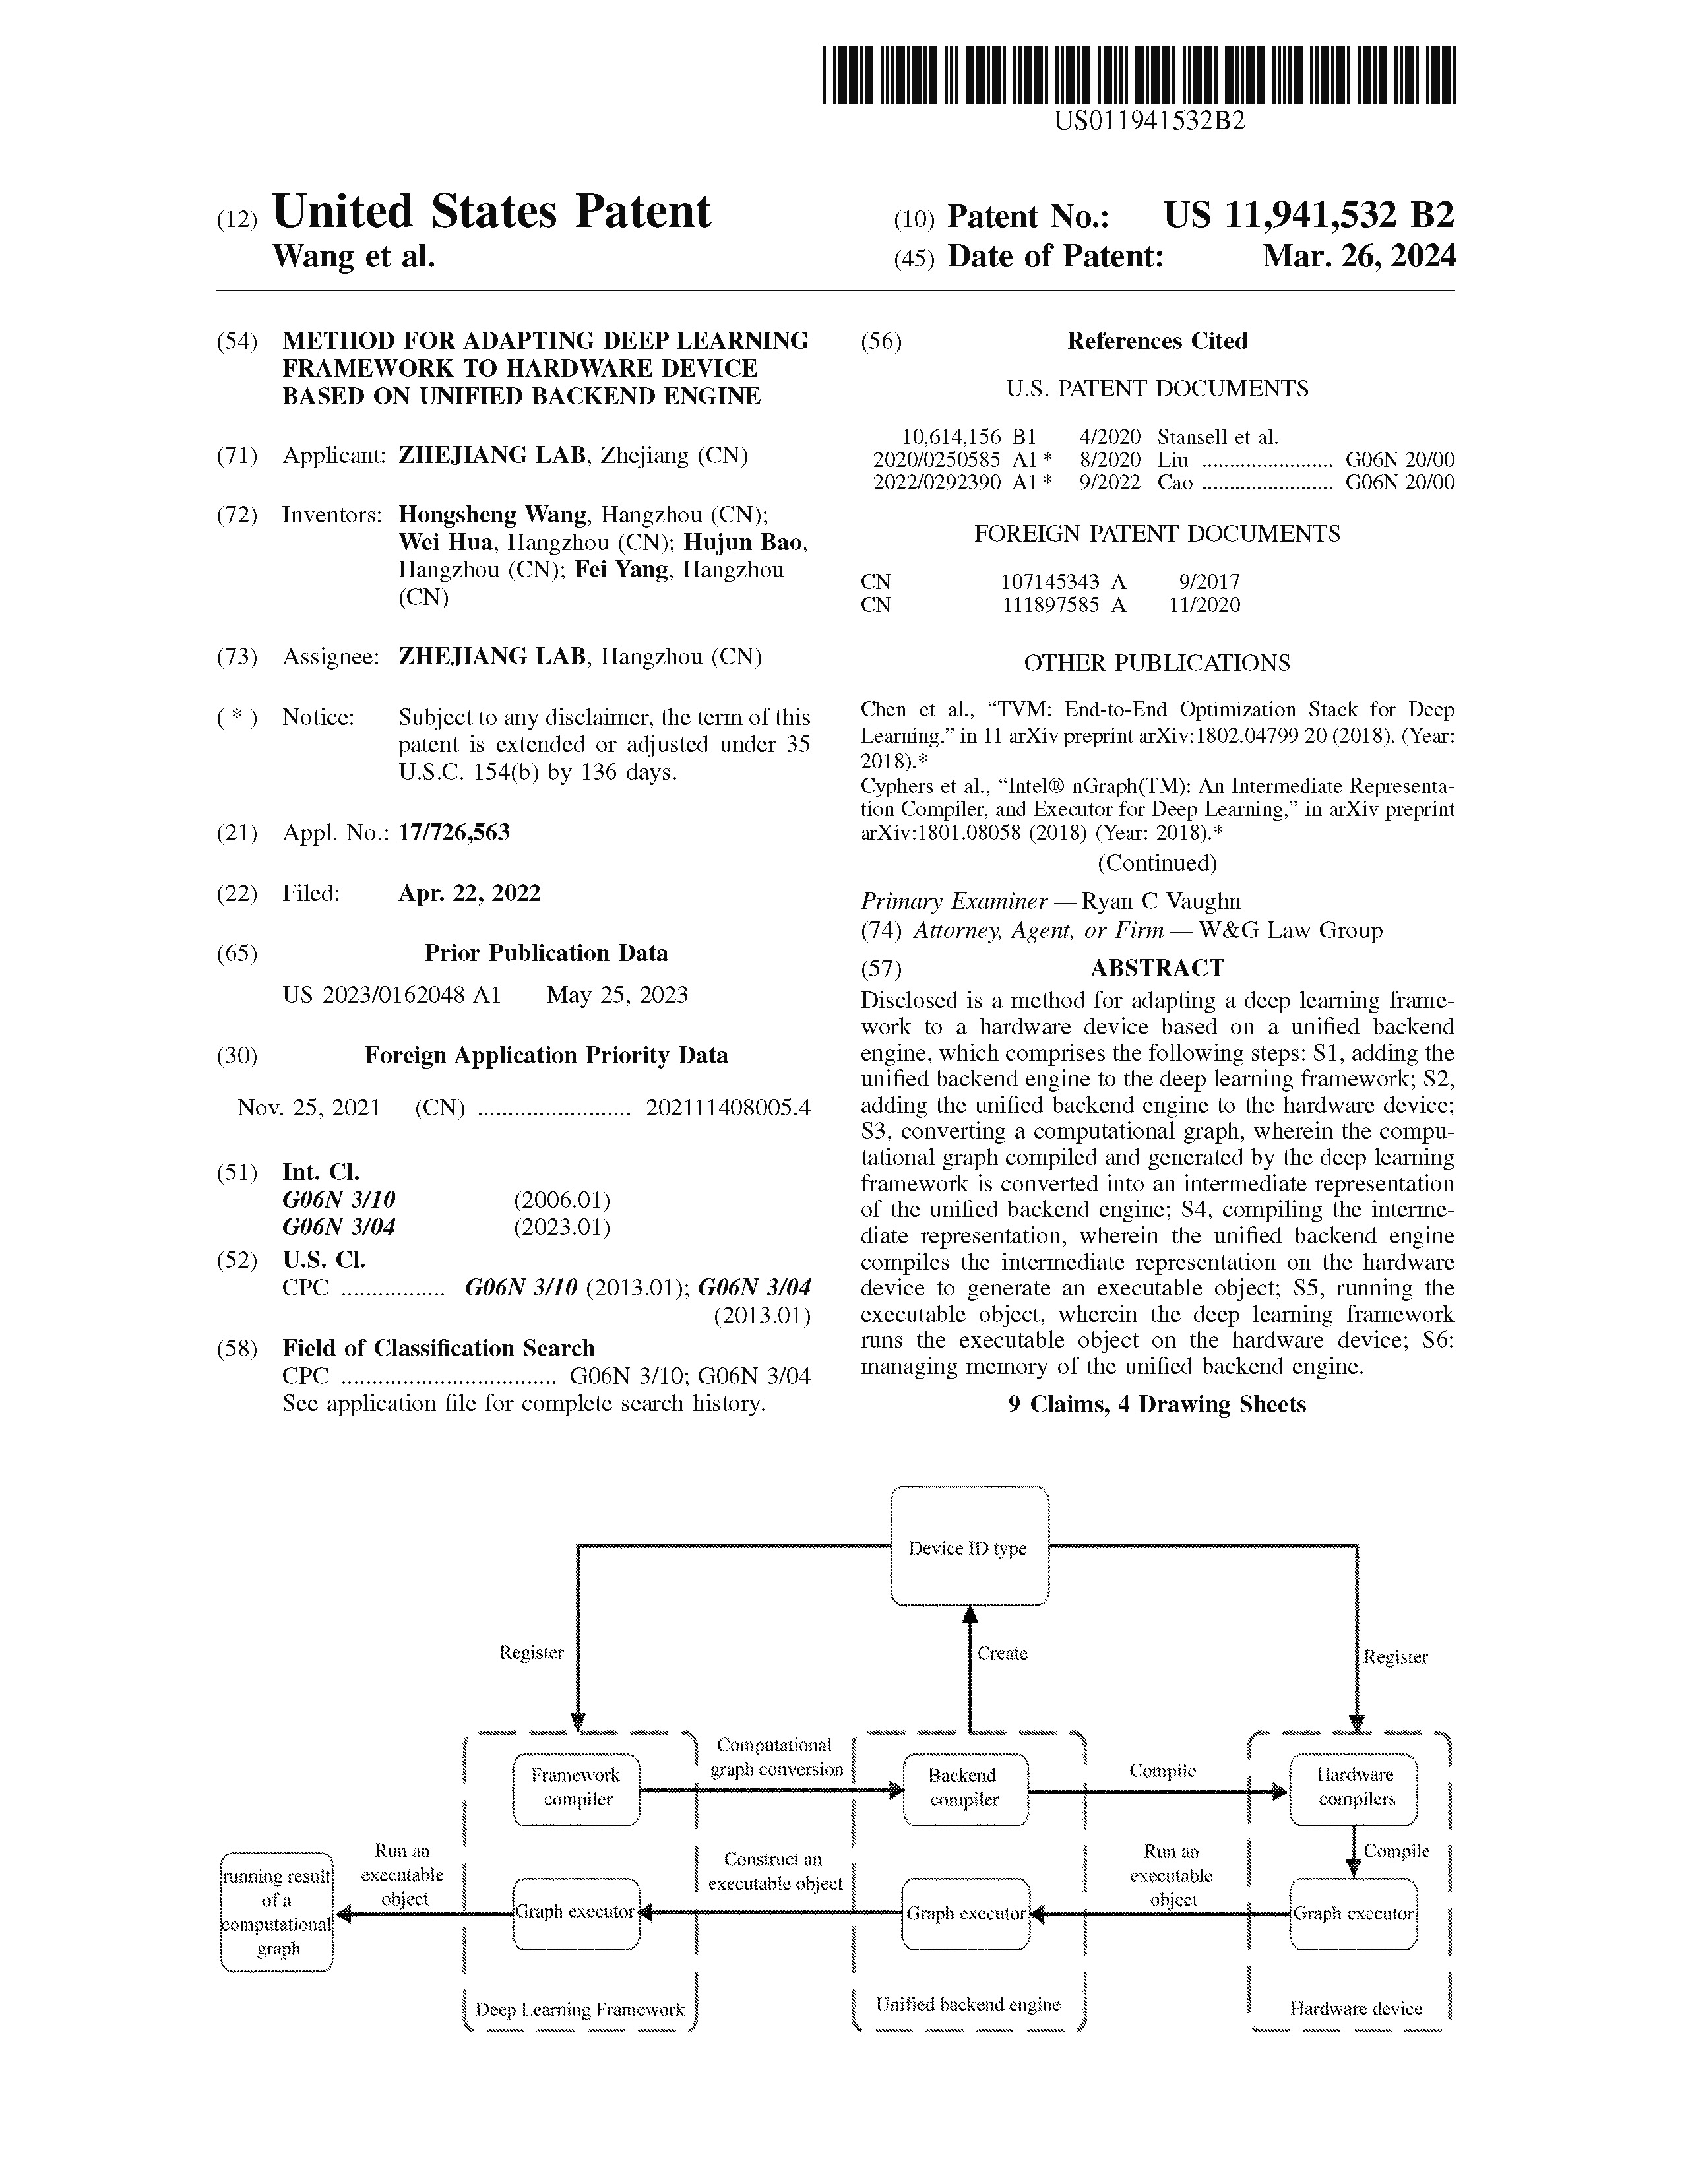 US011941532B2
(12) United States Patent
Wang et al.
(10) Patent No.: US 11,941,532 B2
(45) Date of Patent: Mar. 26, 2024
(54) METHOD FOR ADAPTING DEEP LEARNING
FRAMEWORK TO HARDWARE DEVICE
BASED ON UNIFIED BACKEND ENGINE
(71) Applicant: ZHEJIANG LAB, Zhejiang (CN)
(72) Inventors: Hongsheng Wang, Hangzhou (CN);
Wei Hua, Hangzhou (CN); Hujun Bao,
Hangzhou (CN); Fei Yang, Hangzhou
(CN)
(73) Assignee: ZHEJIANG LAB, Hangzhou (CN)
( * ) Notice: Subject to any disclaimer, the term of this
patent is extended or adjusted under 35
U.S.C. 154(b) by 136 days.
(21) Appl. No.: 17/726,563
(22) Filed: Apr. 22, 2022
(65) Prior Publication Data
US 2023/0162048 A1 May 25, 2023
(30) Foreign Application Priority Data
Nov. 25, 2021 (CN) ......................... 202111408005.4
(51) Int. Cl.
G06N 3/10 (2006.01)
G06N 3/04 (2023.01)
(52) U.S. Cl.
CPC ................. G06N 3/10 (2013.01); G06N 3/04
(2013.01)
(58) Field of Classification Search
CPC ................................... G06N 3/10; G06N 3/04
See application file for complete search history.
(56) References Cited
U.S. PATENT DOCUMENTS
10,614,156 B1 4/2020 Stansell et al.
2020/0250585 A1 * 8/2020 Liu ........................ G06N 20/00
2022/0292390 A1 * 9/2022 Cao ........................ G06N 20/00
FOREIGN PATENT DOCUMENTS
CN 107145343 A 9/2017
CN 111897585 A 11/2020
OTHER PUBLICATIONS
Chen et al., “TVM: End-to-End Optimization Stack for Deep
Learning,” in 11 arXiv preprint arXiv:1802.04799 20 (2018). (Year:
2018).*
Cyphers et al., “Intel® nGraph(TM): An Intermediate Representa-
tion Compiler, and Executor for Deep Learning,” in arXiv preprint
arXiv:1801.08058 (2018) (Year: 2018).*
(Continued)
Primary Examiner — Ryan C Vaughn
(74) Attorney, Agent, or Firm — W&G Law Group
(57) ABSTRACT
Disclosed is a method for adapting a deep learning frame-
work to a hardware device based on a unified backend
engine, which comprises the following steps: S1, adding the
unified backend engine to the deep learning framework; S2,
adding the unified backend engine to the hardware device;
S3, converting a computational graph, wherein the compu-
tational graph compiled and generated by the deep learning
framework is converted into an intermediate representation
of the unified backend engine; S4, compiling the interme-
diate representation, wherein the unified backend engine
compiles the intermediate representation on the hardware
device to generate an executable object; S5, running the
executable object, wherein the deep learning framework
runs the executable object on the hardware device; S6:
managing memory of the unified backend engine.
9 Claims, 4 Drawing Sheets
Device ID type
Register
Create
Register
Framework
compiler
Computational
graph conversion
Backend
compiler
Compile
Hardware
compilers
Compile
running result
of a
computational
graph
Run an
executable
object
Graph executor
Construct an
executable object
Graph executor
Run an
executable
object
Graph executor
Deep Learning Framework
Unified backend engine
Hardware device